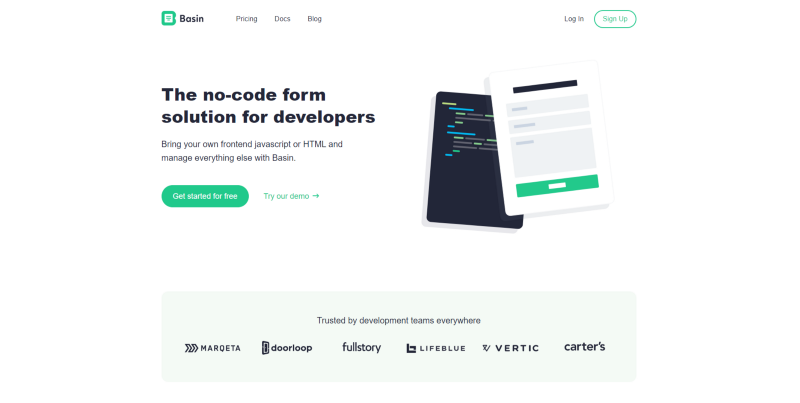 Basin
Pricing
Docs
Blog
Log In
Sign Up
The no-code form
solution for developers
Bring your own frontend javascript or HTML and
manage everything else with Basin.
Get started for free
Try our demo →
Trusted by development teams everywhere
MARQETA
doorloop
fullstory
LIFEBLUE
VERTIC
carter's